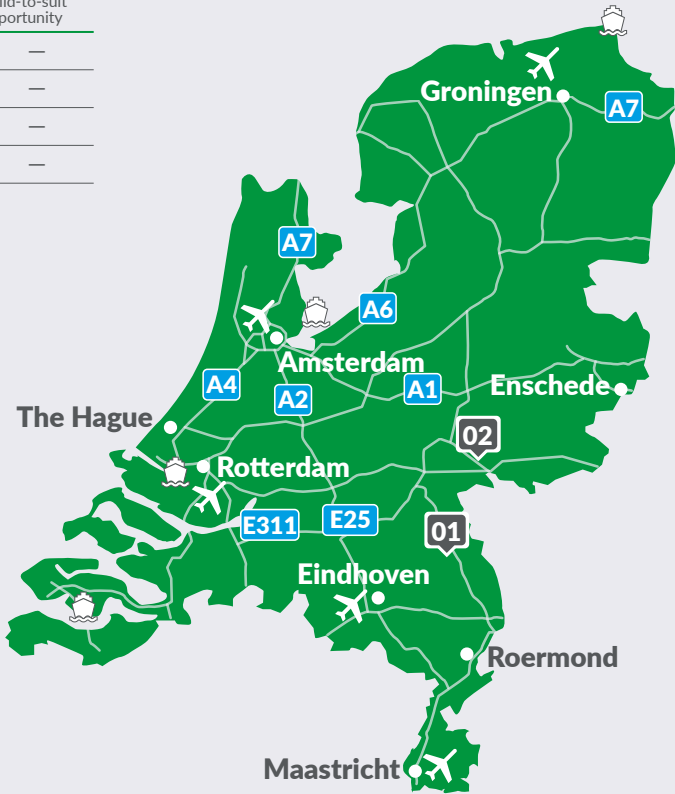 portunity
—
—
—
—
Groningen
A7
A7
A6
Amsterdam
A4
A2
A1
Enschede
The Hague
02
Rotterdam
E311
E25
01
Eindhoven
Roermond
Maastricht